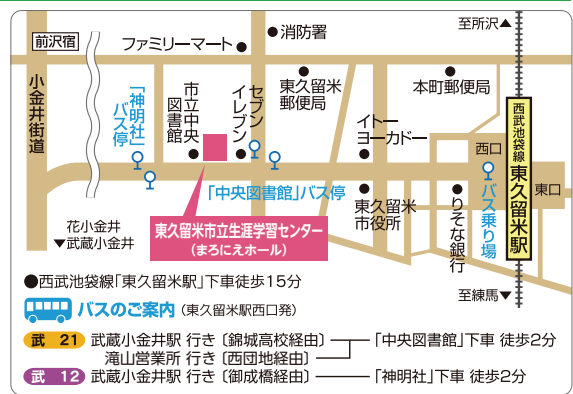 至所沢▲
前沢宿
ファミリーマート
消防署
小金井街道
「神明社」
バス停
市立中央
図書館
セブン
イレブン
東久留米
郵便局
本町郵便局
イトー
ヨーカドー
西口
西武池袋線
東久留米駅
東口
バス乗り場
「中央図書館」バス停
東久留米市立生涯学習センター
（まろにえホール）
東久留米
市役所
りそな銀行
花小金井
▼武蔵小金井
至練馬▼
●西武池袋線「東久留米駅」下車徒歩15分
バスのご案内（東久留米駅西口発）
武 21 武蔵小金井駅 行き〔錦城高校経由〕「中央図書館」下車 徒歩2分
滝山営業所 行き〔西団地経由〕
武 12 武蔵小金井駅 行き〔御成橋経由〕「神明社」下車 徒歩2分